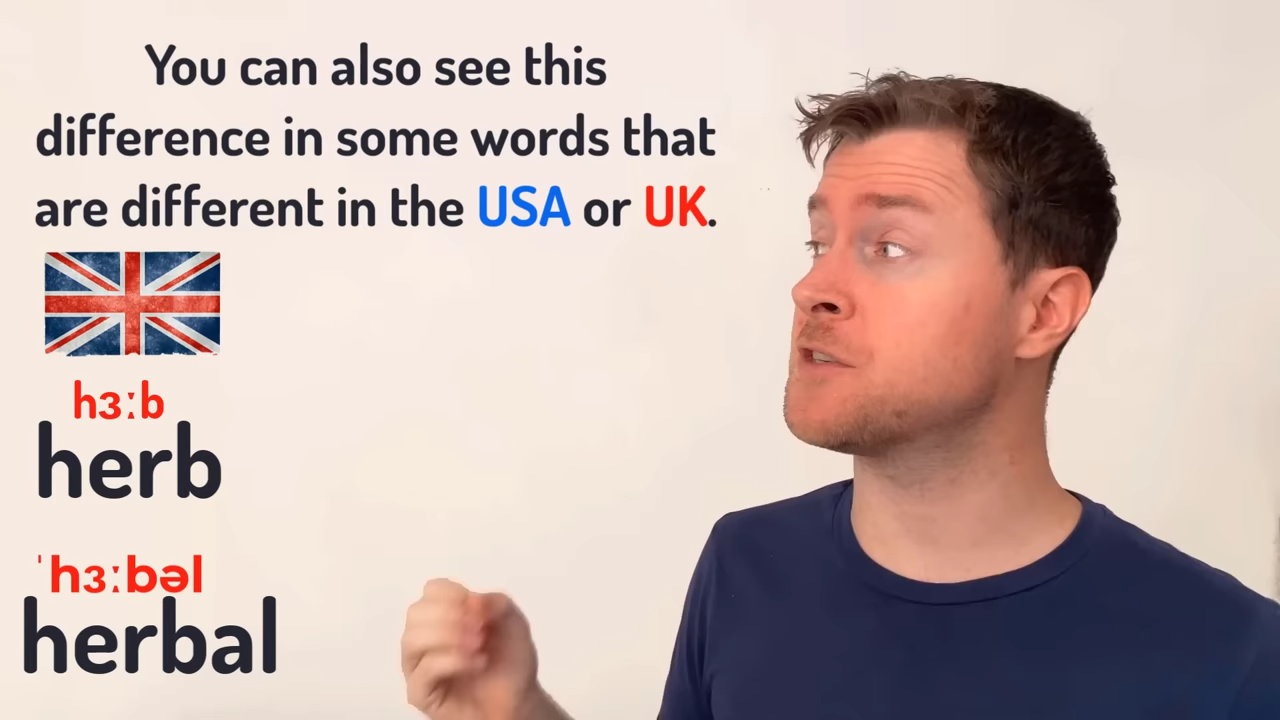 You can also see this
difference in some words that
are different in the USA or UK.
hɜːb
herb
ˈhɜːbəl
herbal